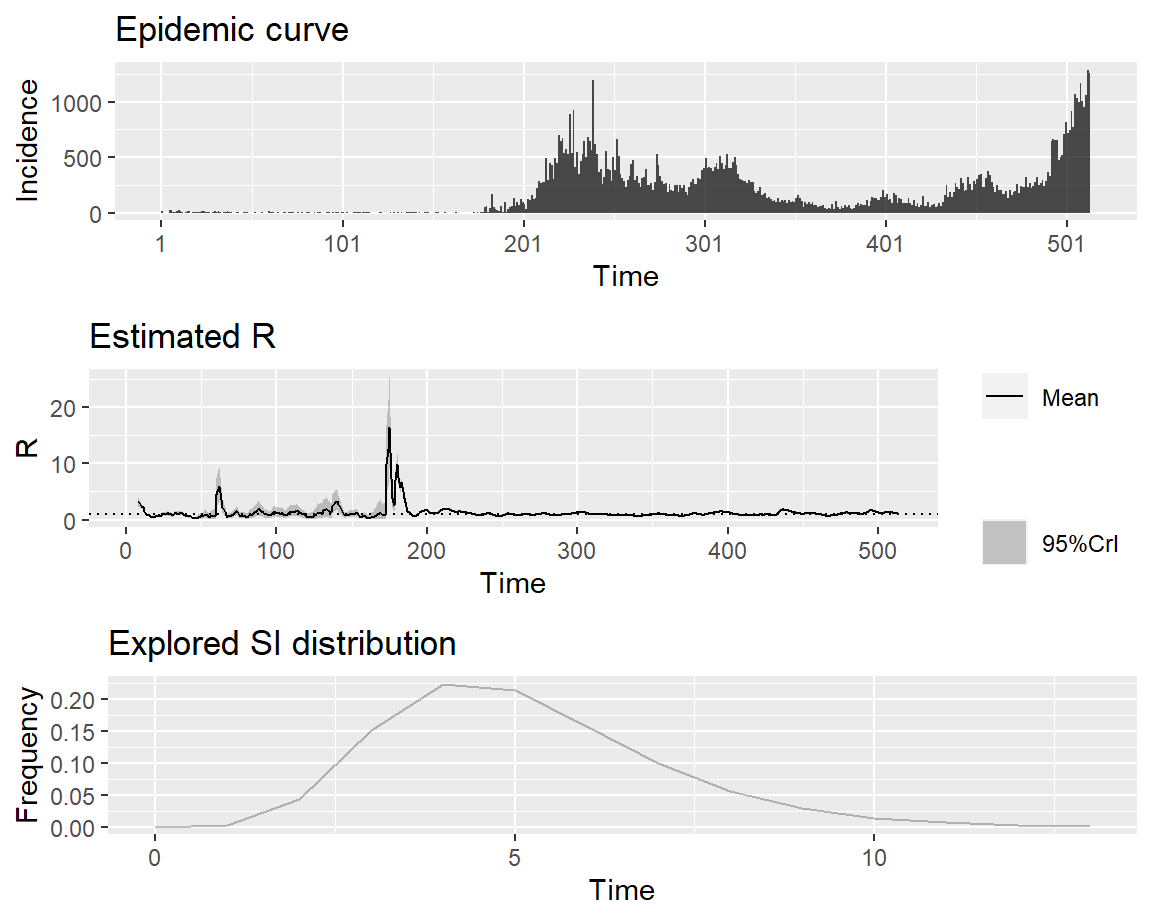 Epidemic curve
Incidence
1000
500
0
1 101 201 301 401 501
Time
Estimated R
R
20
10
0
0 100 200 300 400 500
Time
Mean
95%CrI
Explored SI distribution
Frequency
0.20
0.15
0.10
0.05
0.00
0 5 10
Time